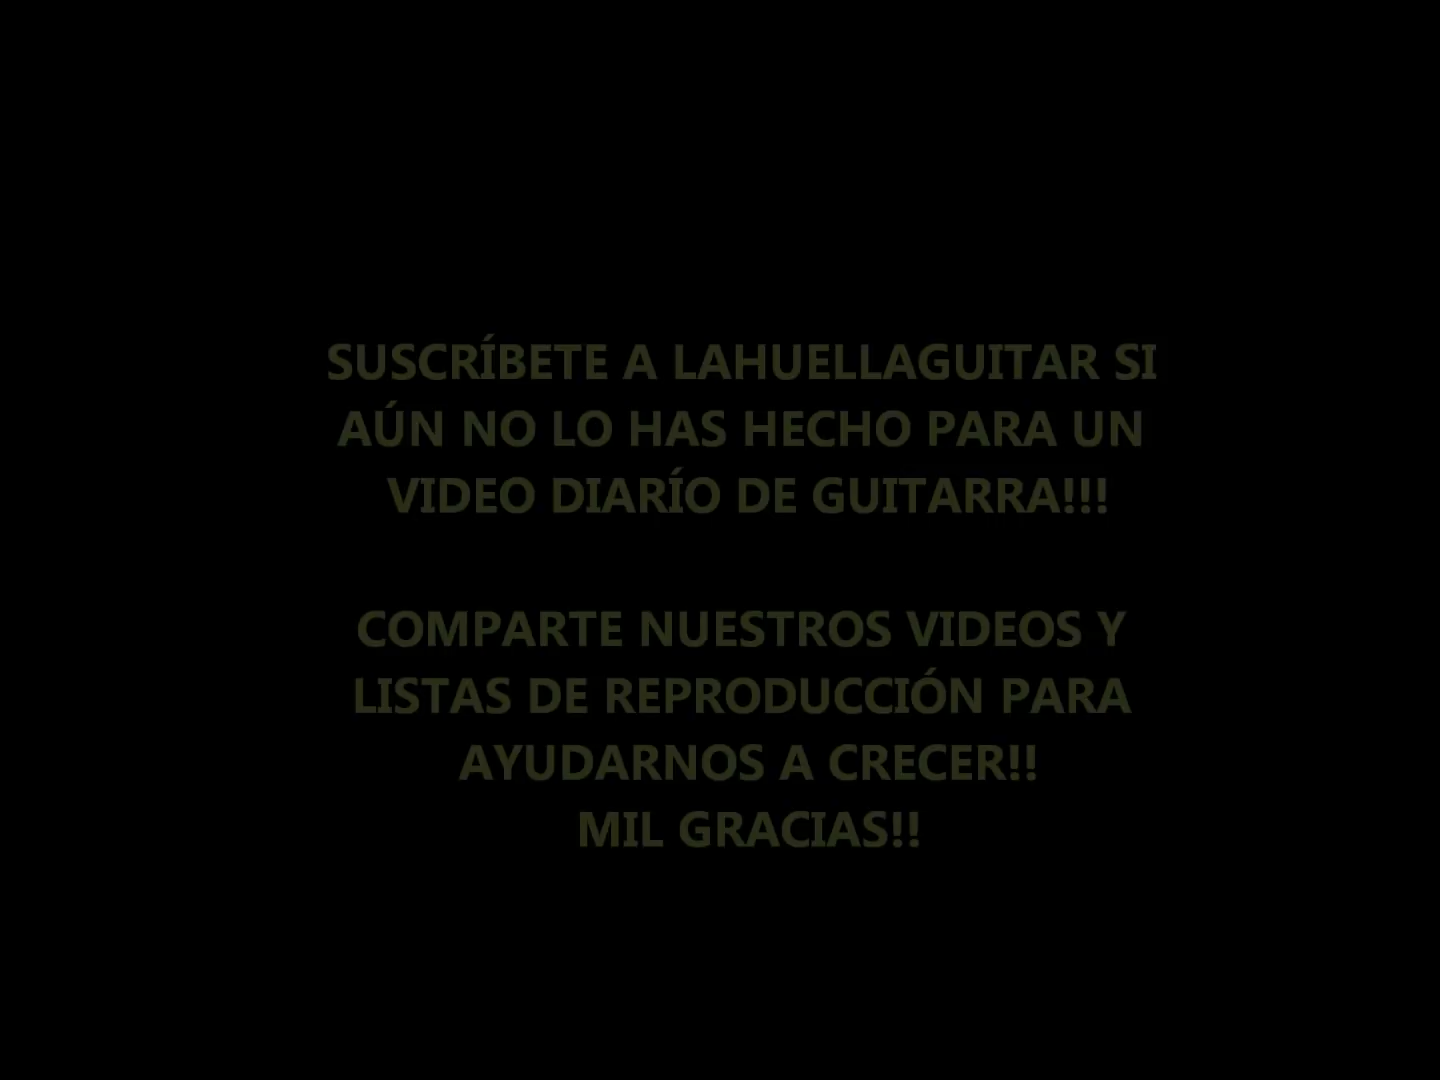 SUSCRÍBETE A LAHUELLAGUITAR SI
AÚN NO LO HAS HECHO PARA UN
VIDEO DIARÍO DE GUITARRA!!!
COMPARTE NUESTROS VIDEOS Y
LISTAS DE REPRODUCCIÓN PARA
AYUDARNOS A CRECER!!
MIL GRACIAS!!